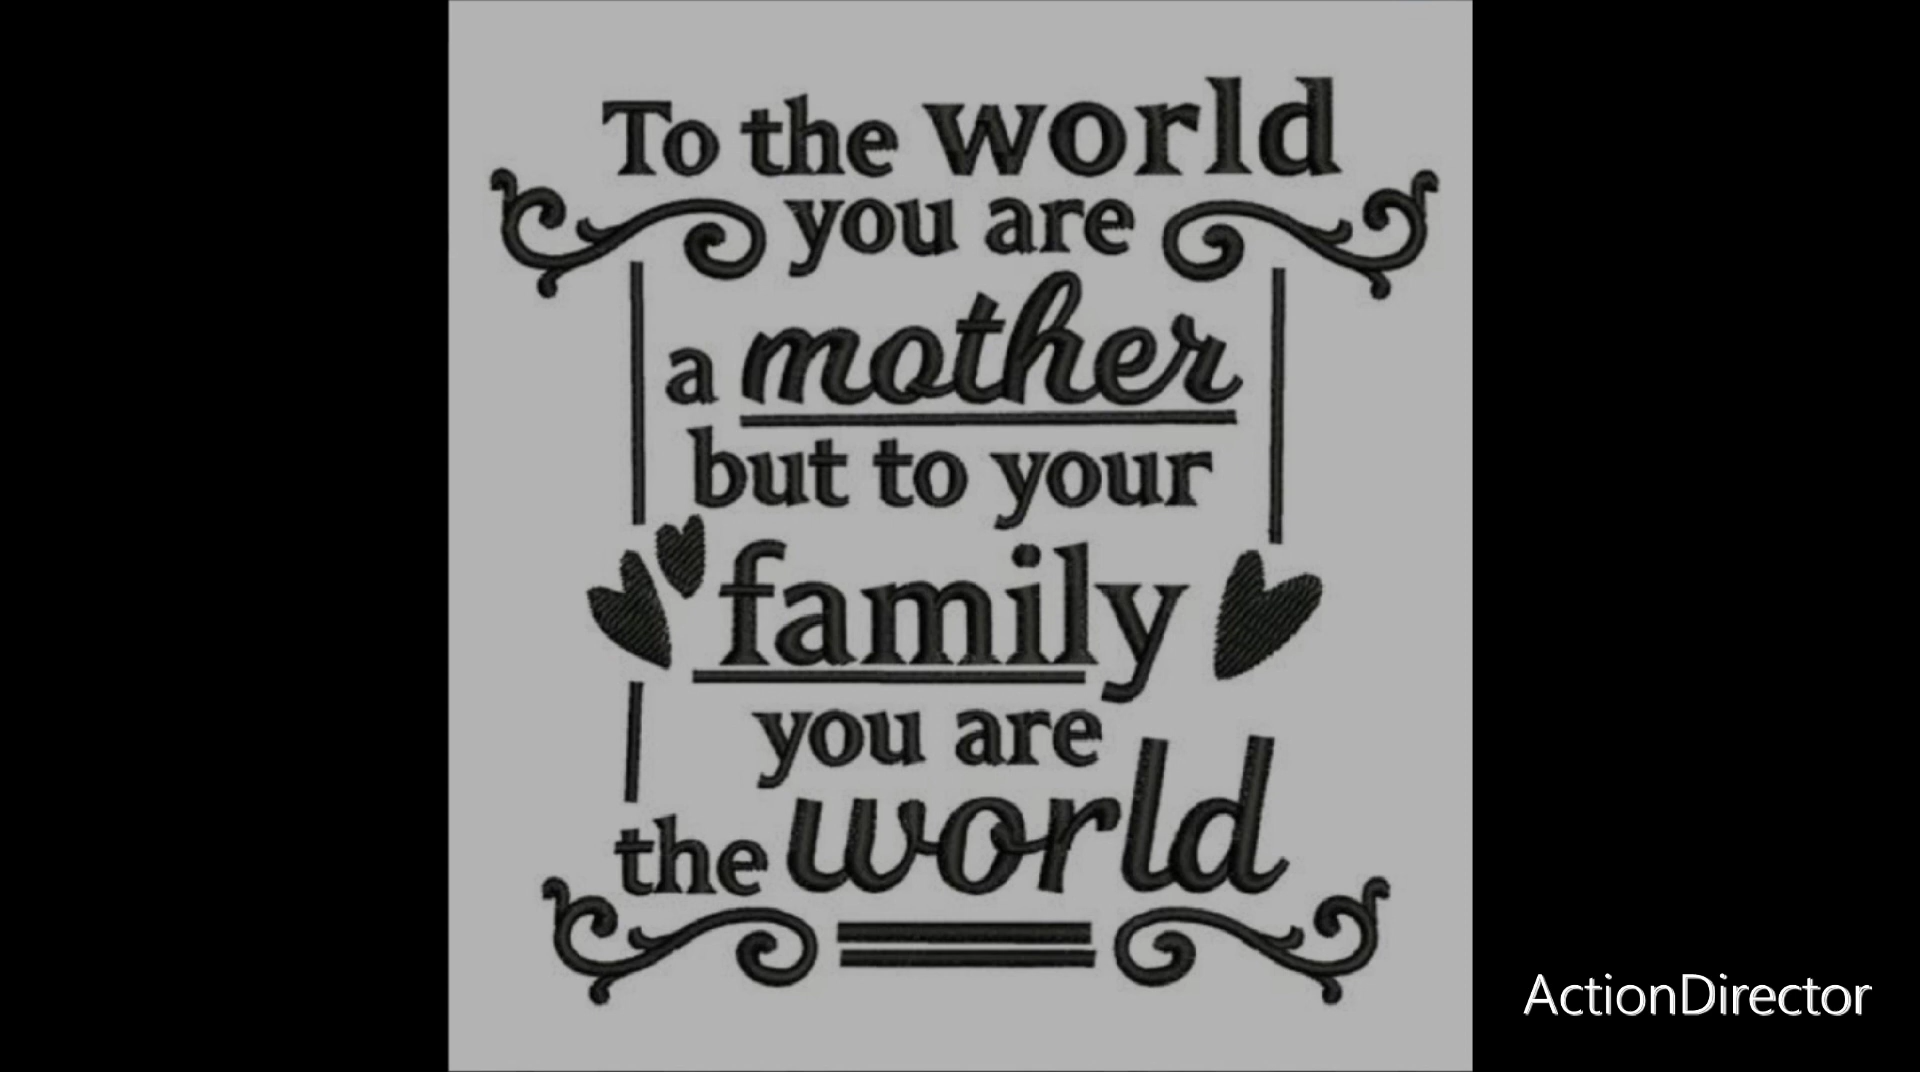 To the world
you are
a mother
but to your
family
you are
the world
ActionDirector